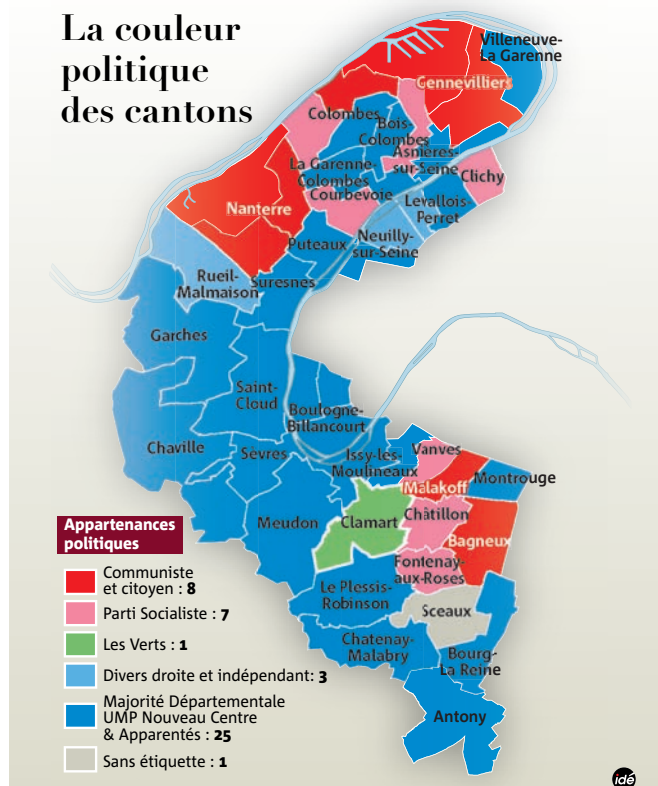 La couleur
politique
des cantons
Villeneuve-
La Garenne
Gennevilliers
Colombes
Bois-
Colombes
Asnières-
sur-Seine
Clichy
La Garenne-
Colombes
Courbevoie
Levallois-
Perret
Nanterre
Puteaux
Neuilly-
sur-Seine
Rueil-
Malmaison
Suresnes
Garches
Saint-
Cloud
Boulogne-
Billancourt
Chaville
Sèvres
Issy-les-
Moulineaux
Vanves
Malakoff
Montrouge
Meudon
Clamart
Châtillon
Bagneux
Fontenay-
aux-Roses
Le Plessis-
Robinson
Sceaux
Chatenay-
Malabry
Bourg-
La Reine
Antony
Appartenances
politiques
Communiste
et citoyen : 8
Parti Socialiste : 7
Les Verts : 1
Divers droite et indépendant: 3
Majorité Départementale
UMP Nouveau Centre
& Apparentés : 25
Sans étiquette : 1
idé